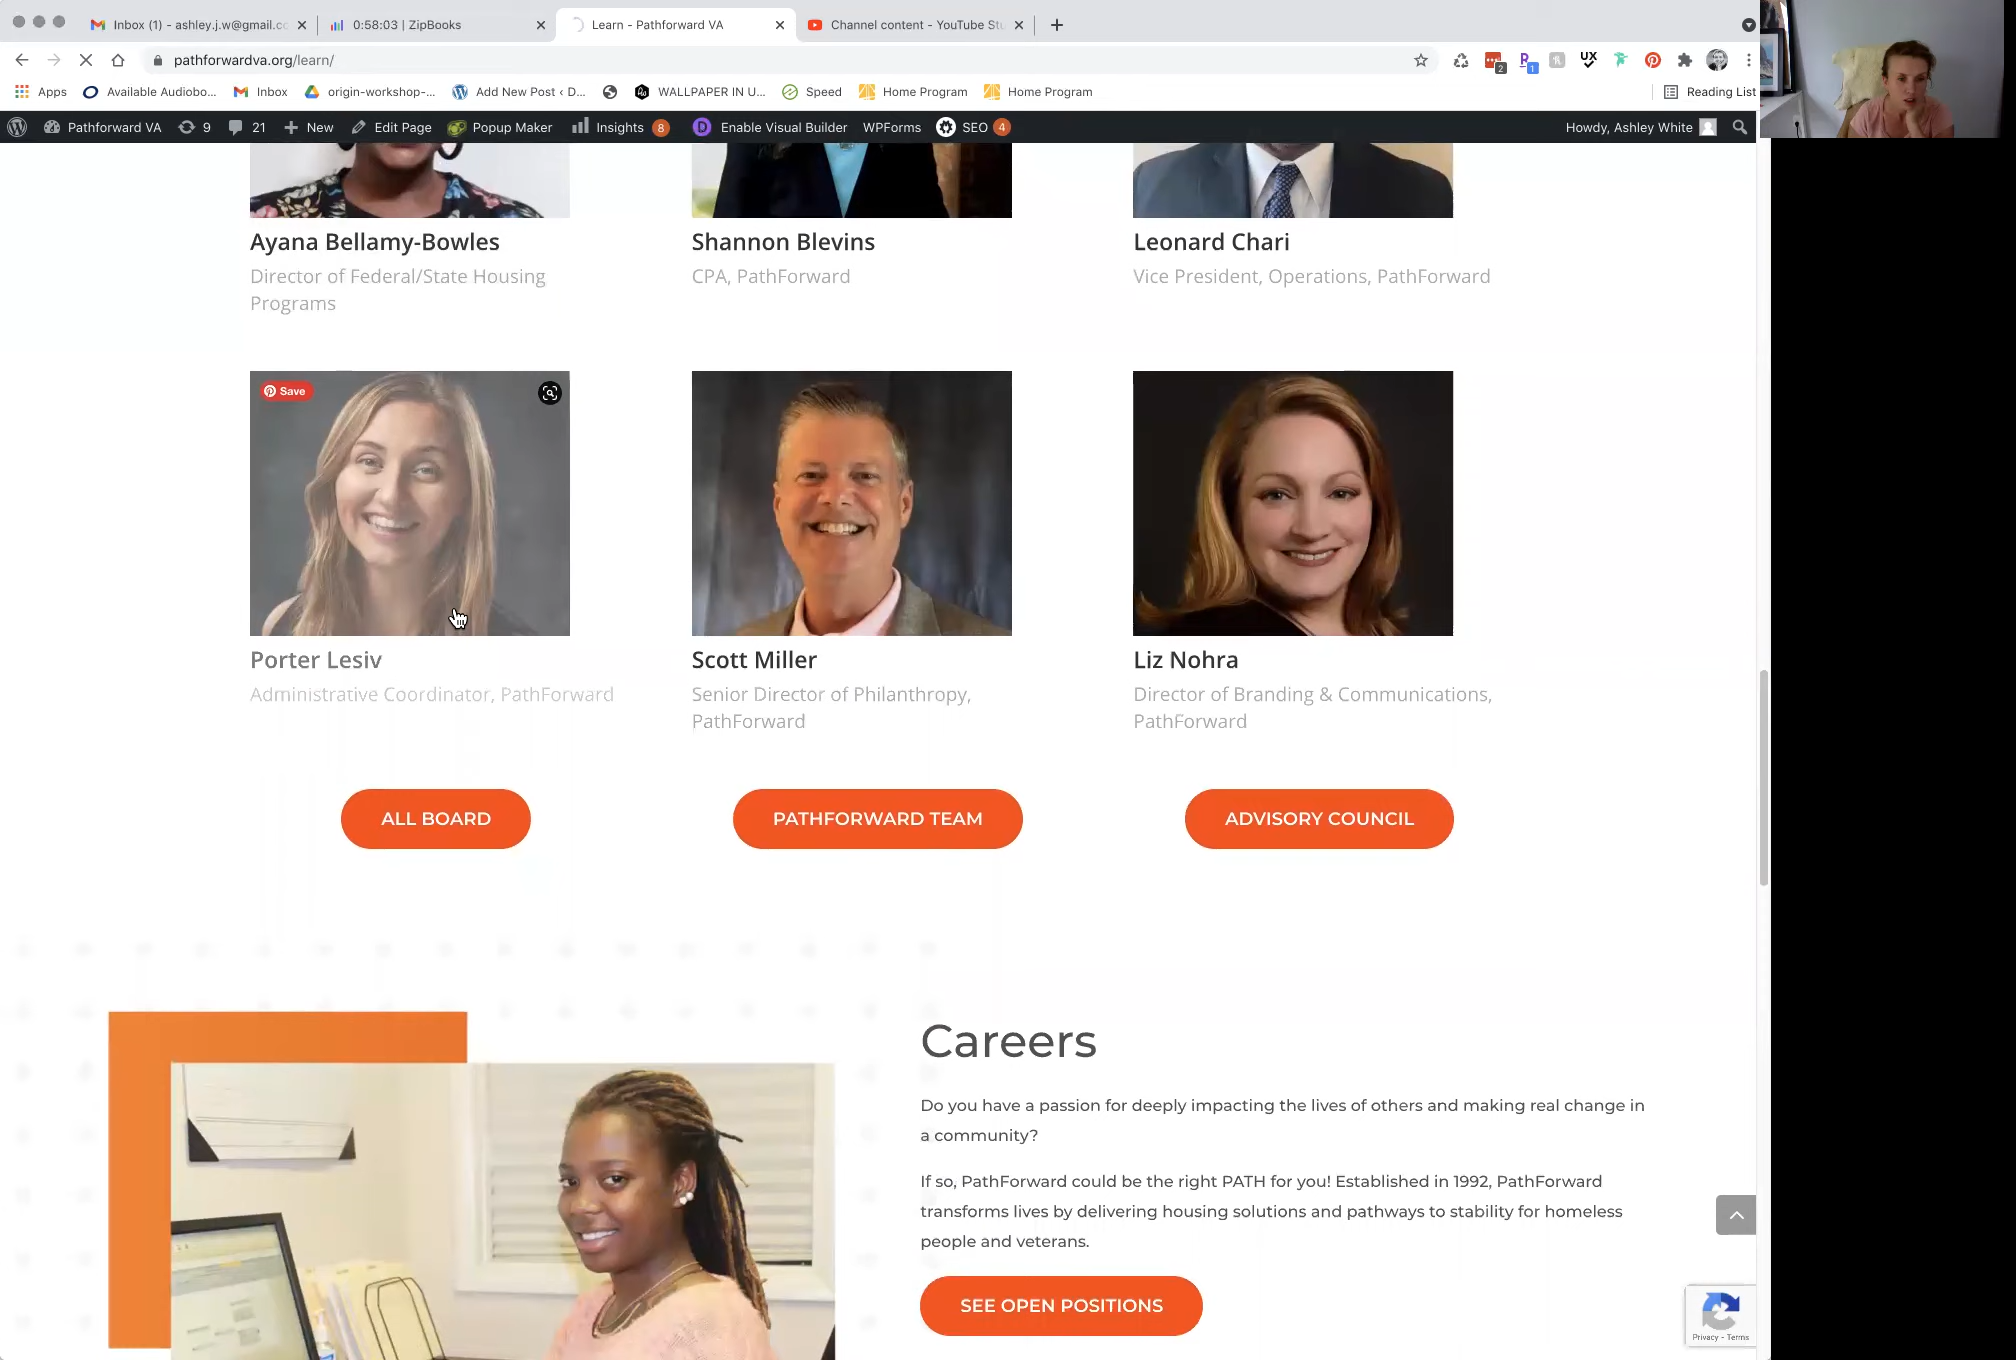 Inbox (1) - ashley.j.w@gmail.cc
0:58:03 | ZipBooks
Learn - Pathforward VA
Channel content - YouTube Stu
pathforwardva.org/learn/
2
1
UX
Apps
Available Audiobo...
Inbox
origin-workshop-...
Add New Post ‹ D...
WALLPAPER IN U...
Speed
Home Program
Home Program
Reading List
Pathforward VA
9
21
New
Edit Page
Popup Maker
Insights
8
D
Enable Visual Builder
WPForms
SEO
4
Howdy, Ashley White
Ayana Bellamy-Bowles
Director of Federal/State Housing
Programs
Shannon Blevins
CPA, PathForward
Leonard Chari
Vice President, Operations, PathForward
Save
Porter Lesiv
Administrative Coordinator, PathForward
Scott Miller
Senior Director of Philanthropy,
PathForward
Liz Nohra
Director of Branding & Communications,
PathForward
ALL BOARD
PATHFORWARD TEAM
ADVISORY COUNCIL
Careers
Do you have a passion for deeply impacting the lives of others and making real change in
a community?
If so, PathForward could be the right PATH for you! Established in 1992, PathForward
transforms lives by delivering housing solutions and pathways to stability for homeless
people and veterans.
SEE OPEN POSITIONS
Privacy - Terms